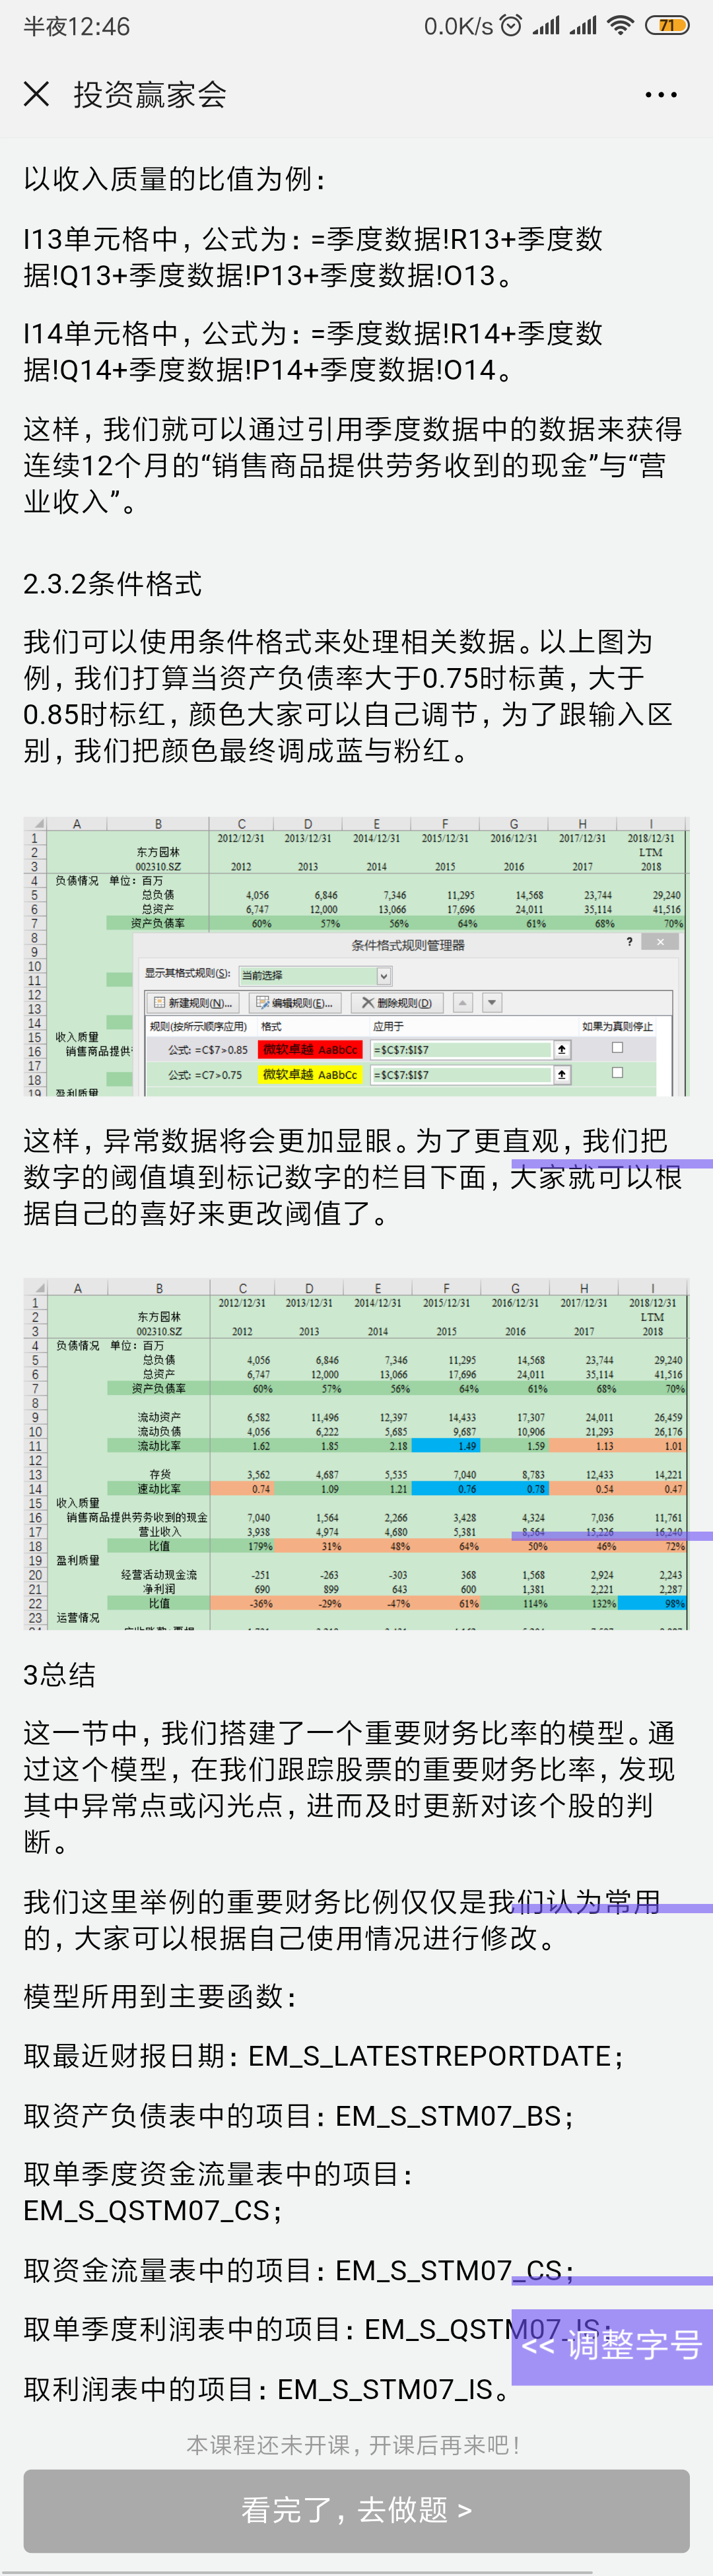 半夜12:46
0.0K/s
71
投资赢家会
以收入质量的比值为例：
I13单元格中，公式为：=季度数据!R13+季度数
据!Q13+季度数据!P13+季度数据!O13。
I14单元格中，公式为：=季度数据!R14+季度数
据!Q14+季度数据!P14+季度数据!O14。
这样，我们就可以通过引用季度数据中的数据来获得
连续12个月的“销售商品提供劳务收到的现金”与“营
业收入”。
2.3.2条件格式
我们可以使用条件格式来处理相关数据。以上图为
例，我们打算当资产负债率大于0.75时标黄，大于
0.85时标红，颜色大家可以自己调节，为了跟输入区
别，我们把颜色最终调成蓝与粉红。
A B C D E F G H I
1 2012/12/31 2013/12/31 2014/12/31 2015/12/31 2016/12/31 2017/12/31 2018/12/31
2 东方园林 LTM
3 002310.SZ 2012 2013 2014 2015 2016 2017 2018
4 负债情况 单位：百万
5 总负债 4,056 6,846 7,346 11,295 14,568 23,744 29,240
6 总资产 6,747 12,000 13,066 17,696 24,011 35,114 41,516
7 资产负债率 60% 57% 56% 64% 61% 68% 70%
8 条件格式规则管理器 ? ×
9
10 显示其格式规则(S): 当前选择
11
12 新建规则(N)... 编辑规则(E)... 删除规则(D)
13
14 规则(按所示顺序应用) 格式 应用于 如果为真则停止
15 收入质量
16 销售商品提供 公式: =C$7>0.85 微软卓越 AaBbCc =$C$7:$I$7
17
18 公式: =C7>0.75 微软卓越 AaBbCc =$C$7:$I$7
19 盈利质量
这样，异常数据将会更加显眼。为了更直观，我们把
数字的阈值填到标记数字的栏目下面，大家就可以根
据自己的喜好来更改阈值了。
A B C D E F G H I
1 2012/12/31 2013/12/31 2014/12/31 2015/12/31 2016/12/31 2017/12/31 2018/12/31
2 东方园林 LTM
3 002310.SZ 2012 2013 2014 2015 2016 2017 2018
4 负债情况 单位：百万
5 总负债 4,056 6,846 7,346 11,295 14,568 23,744 29,240
6 总资产 6,747 12,000 13,066 17,696 24,011 35,114 41,516
7 资产负债率 60% 57% 56% 64% 61% 68% 70%
8
9 流动资产 6,582 11,496 12,397 14,433 17,307 24,011 26,459
10 流动负债 4,056 6,222 5,685 9,687 10,906 21,293 26,176
11 流动比率 1.62 1.85 2.18 1.49 1.59 1.13 1.01
12
13 存货 3,562 4,687 5,535 7,040 8,783 12,433 14,221
14 速动比率 0.74 1.09 1.21 0.76 0.78 0.54 0.47
15 收入质量
16 销售商品提供劳务收到的现金 7,040 1,564 2,266 3,428 4,324 7,036 11,761
17 营业收入 3,938 4,974 4,680 5,381 8,564 15,226 16,240
18 比值 179% 31% 48% 64% 50% 46% 72%
19 盈利质量
20 经营活动现金流 -251 -263 -303 368 1,568 2,924 2,243
21 净利润 690 899 643 600 1,381 2,221 2,287
22 比值 -36% -29% -47% 61% 114% 132% 98%
23 运营情况
3总结
这一节中，我们搭建了一个重要财务比率的模型。通
过这个模型，在我们跟踪股票的重要财务比率，发现
其中异常点或闪光点，进而及时更新对该个股的判
断。
我们这里举例的重要财务比例仅仅是我们认为常用
的，大家可以根据自己使用情况进行修改。
模型所用到主要函数：
取最近财报日期：EM_S_LATESTREPORTDATE；
取资产负债表中的项目：EM_S_STM07_BS；
取单季度资金流量表中的项目：
EM_S_QSTM07_CS；
取资金流量表中的项目：EM_S_STM07_CS；
取单季度利润表中的项目：EM_S_QSTM07_IS；
<< 调整字号
取利润表中的项目：EM_S_STM07_IS。
本课程还未开课，开课后再来吧！
看完了，去做题 >